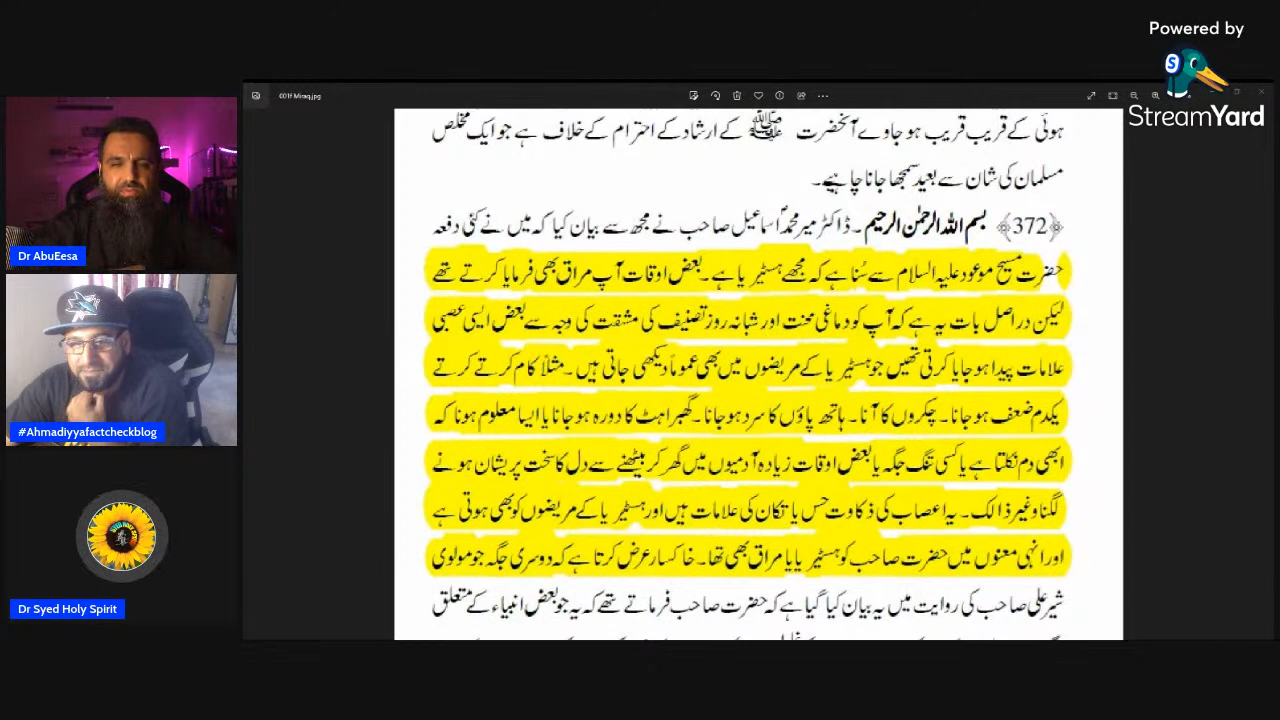 Powered by
StreamYard
001f Miraq.jpg
ہوئی کے قریب قریب ہو جاوے آنحضرت ﷺ کے ارشاد کے احترام کے خلاف ہے جو ایک مخلص
مسلمان کی شان سے بعید سمجھا جانا چاہیے۔
﴿372﴾ بسم اللہ الرحمٰن الرحیم۔ ڈاکٹر میر محمدؐ اسماعیل صاحب نے مجھ سے بیان کیا کہ میں نے کئی دفعہ
حضرت مسیح موعود علیہ السلام سے سُنا ہے کہ مجھے ہسٹیریا ہے۔ بعض اوقات آپ مراق بھی فرمایا کرتے تھے
لیکن دراصل بات یہ ہے کہ آپ کو دماغی محنت اور شبانہ روز تصنیف کی مشقت کی وجہ سے بعض ایسی عصبی
علامات پیدا ہو جایا کرتی تھیں جو ہسٹیریا کے مریضوں میں بھی عموماً دیکھی جاتی ہیں۔ مثلاً کام کرتے کرتے
یکدم ضعف ہو جانا۔ چکروں کا آنا۔ ہاتھ پاؤں کا سرد ہو جانا۔ گھبراہٹ کا دورہ ہو جانا یا ایسا معلوم ہونا کہ
ابھی دم نکلتا ہے یا کسی تنگ جگہ یا بعض اوقات زیادہ آدمیوں میں گھر کر بیٹھنے سے دل کا سخت پریشان ہونے
لگنا وغیر ذالک۔ یہ اعصاب کی ذکاوت حس یا تکان کی علامات ہیں اور ہسٹیریا کے مریضوں کو بھی ہوتی ہے
اور انہی معنوں میں حضرت صاحب کو ہسٹیریا یا مراق بھی تھا۔ خاکسار عرض کرتا ہے کہ دوسری جگہ جو مولوی
شیر علی صاحب کی روایت میں یہ بیان کیا گیا ہے کہ حضرت صاحب فرماتے تھے کہ یہ جو بعض انبیاء کے متعلق
Dr AbuEesa
#Ahmadiyyafactcheckblog
Dr Syed Holy Spirit